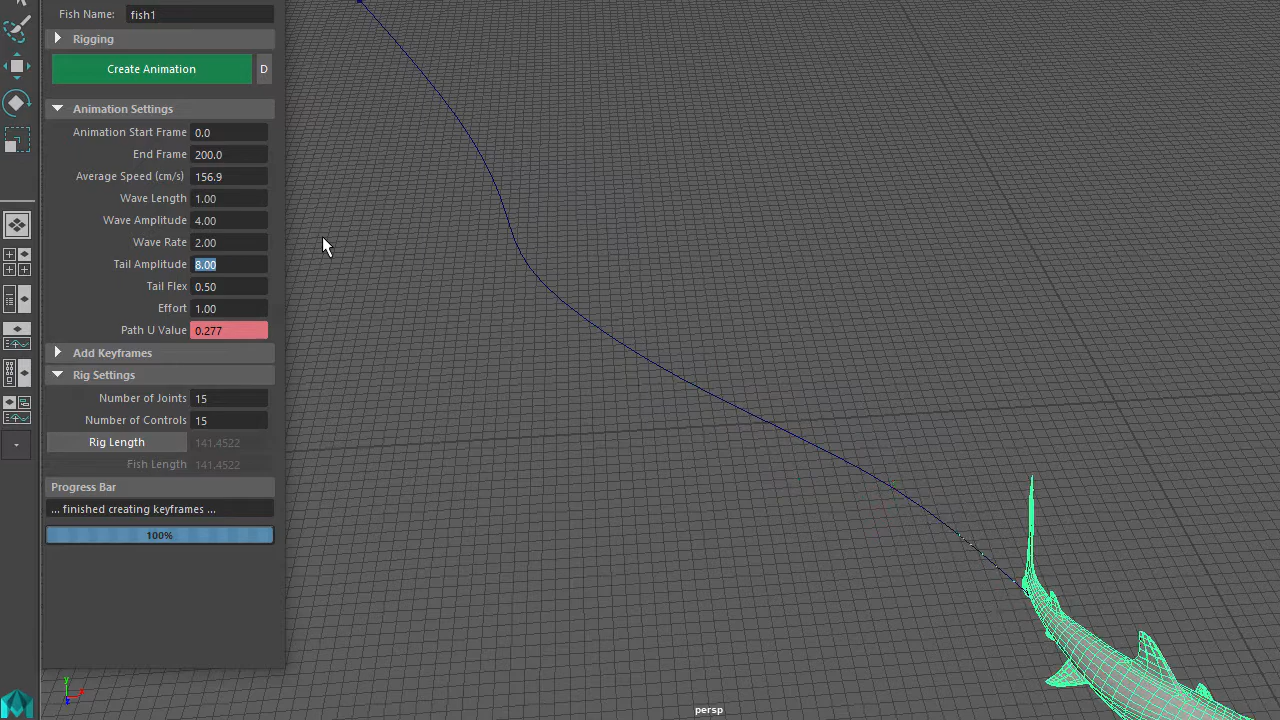 Fish Name: fish1
Rigging
Create Animation D
Animation Settings
Animation Start Frame 0.0
End Frame 200.0
Average Speed (cm/s) 156.9
Wave Length 1.00
Wave Amplitude 4.00
Wave Rate 2.00
Tail Amplitude 8.00
Tail Flex 0.50
Effort 1.00
Path U Value 0.277
Add Keyframes
Rig Settings
Number of Joints 15
Number of Controls 15
Rig Length 141.4522
Fish Length 141.4522
Progress Bar
... finished creating keyframes ...
100%
y
z
persp